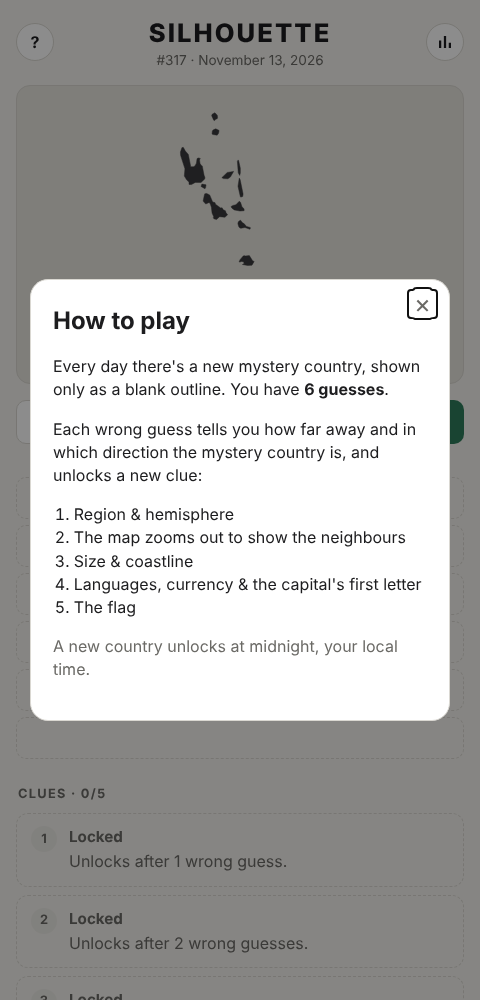 ?
SILHOUETTE
#317 · November 13, 2026
How to play
Every day there's a new mystery country, shown
only as a blank outline. You have 6 guesses.
Each wrong guess tells you how far away and in
which direction the mystery country is, and
unlocks a new clue:
1. Region & hemisphere
2. The map zooms out to show the neighbours
3. Size & coastline
4. Languages, currency & the capital's first letter
5. The flag
A new country unlocks at midnight, your local
time.
CLUES · 0/5
1 Locked
Unlocks after 1 wrong guess.
2 Locked
Unlocks after 2 wrong guesses.
3 Locked